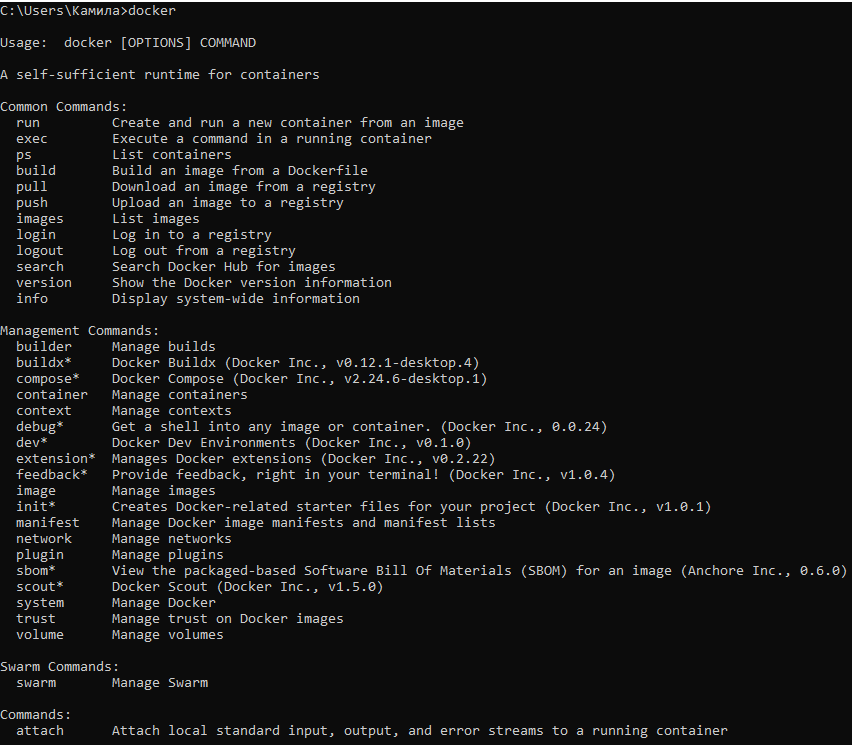 C:\Users\Камила>docker
Usage:  docker [OPTIONS] COMMAND
A self-sufficient runtime for containers
Common Commands:
  run         Create and run a new container from an image
  exec        Execute a command in a running container
  ps          List containers
  build       Build an image from a Dockerfile
  pull        Download an image from a registry
  push        Upload an image to a registry
  images      List images
  login       Log in to a registry
  logout      Log out from a registry
  search      Search Docker Hub for images
  version     Show the Docker version information
  info        Display system-wide information
Management Commands:
  builder     Manage builds
  buildx*     Docker Buildx (Docker Inc., v0.12.1-desktop.4)
  compose*    Docker Compose (Docker Inc., v2.24.6-desktop.1)
  container   Manage containers
  context     Manage contexts
  debug*      Get a shell into any image or container. (Docker Inc., 0.0.24)
  dev*        Docker Dev Environments (Docker Inc., v0.1.0)
  extension*  Manages Docker extensions (Docker Inc., v0.2.22)
  feedback*   Provide feedback, right in your terminal! (Docker Inc., v1.0.4)
  image       Manage images
  init*       Creates Docker-related starter files for your project (Docker Inc., v1.0.1)
  manifest    Manage Docker image manifests and manifest lists
  network     Manage networks
  plugin      Manage plugins
  sbom*       View the packaged-based Software Bill Of Materials (SBOM) for an image (Anchore Inc., 0.6.0)
  scout*      Docker Scout (Docker Inc., v1.5.0)
  system      Manage Docker
  trust       Manage trust on Docker images
  volume      Manage volumes
Swarm Commands:
  swarm       Manage Swarm
Commands:
  attach      Attach local standard input, output, and error streams to a running container